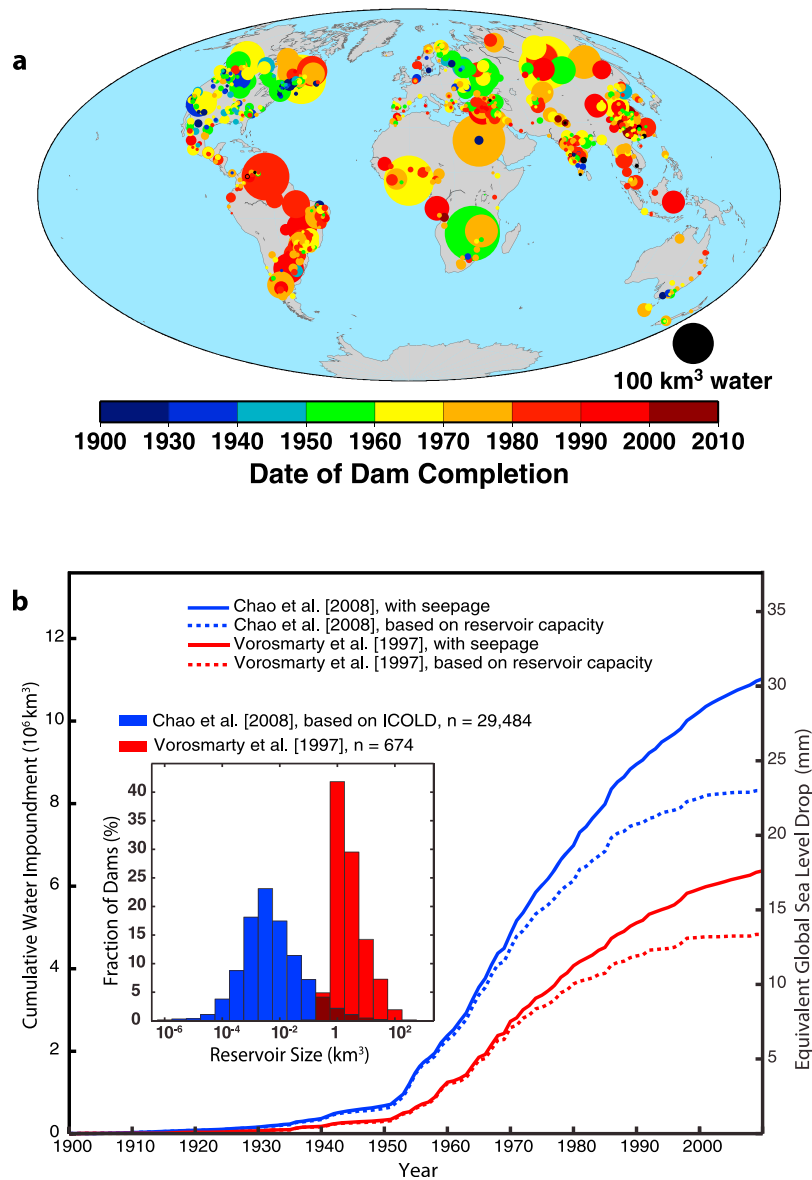 a
100 km³ water
1900 1930 1940 1950 1960 1970 1980 1990 2000 2010
Date of Dam Completion
b
Chao et al. [2008], with seepage
Chao et al. [2008], based on reservoir capacity
Vorosmarty et al. [1997], with seepage
Vorosmarty et al. [1997], based on reservoir capacity
Chao et al. [2008], based on ICOLD, n = 29,484
Vorosmarty et al. [1997], n = 674
Cumulative Water Impoundment (10⁶ km³)
12
10
8
6
4
2
0
Fraction of Dams (%)
40
35
30
25
20
15
10
5
0
10⁻⁶ 10⁻⁴ 10⁻² 1 10²
Reservoir Size (km³)
35
30
25
20
15
10
5
Equivalent Global Sea Level Drop (mm)
1900 1910 1920 1930 1940 1950 1960 1970 1980 1990 2000
Year